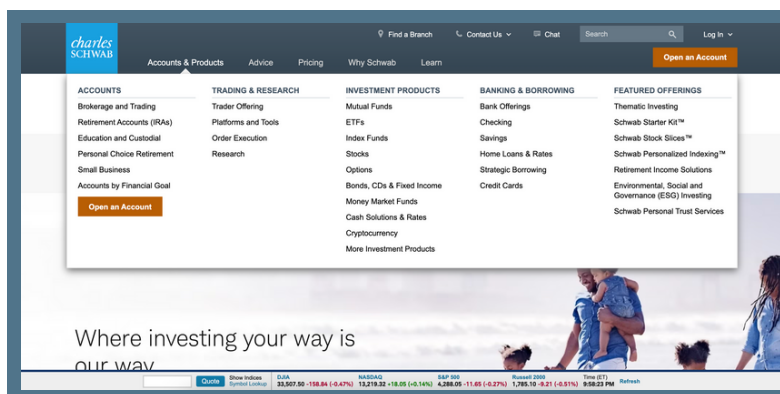 charles
SCHWAB
Find a Branch
Contact Us
Chat
Search
Log In
Accounts & Products
Advice
Pricing
Why Schwab
Learn
Open an Account
ACCOUNTS
Brokerage and Trading
Retirement Accounts (IRAs)
Education and Custodial
Personal Choice Retirement
Small Business
Accounts by Financial Goal
Open an Account
TRADING & RESEARCH
Trader Offering
Platforms and Tools
Order Execution
Research
INVESTMENT PRODUCTS
Mutual Funds
ETFs
Index Funds
Stocks
Options
Bonds, CDs & Fixed Income
Money Market Funds
Cash Solutions & Rates
Cryptocurrency
More Investment Products
BANKING & BORROWING
Bank Offerings
Checking
Savings
Home Loans & Rates
Strategic Borrowing
Credit Cards
FEATURED OFFERINGS
Thematic Investing
Schwab Starter Kit™
Schwab Stock Slices™
Schwab Personalized Indexing™
Retirement Income Solutions
Environmental, Social and
Governance (ESG) Investing
Schwab Personal Trust Services
Where investing your way is
our way
Quote
Show Indices
Symbol Lookup
DJIA
33,507.50 -158.84 (-0.47%)
NASDAQ
13,219.32 +18.05 (+0.14%)
S&P 500
4,288.05 -11.65 (-0.27%)
Russell 2000
1,785.10 -9.21 (-0.51%)
Time (ET)
9:58:23 PM
Refresh